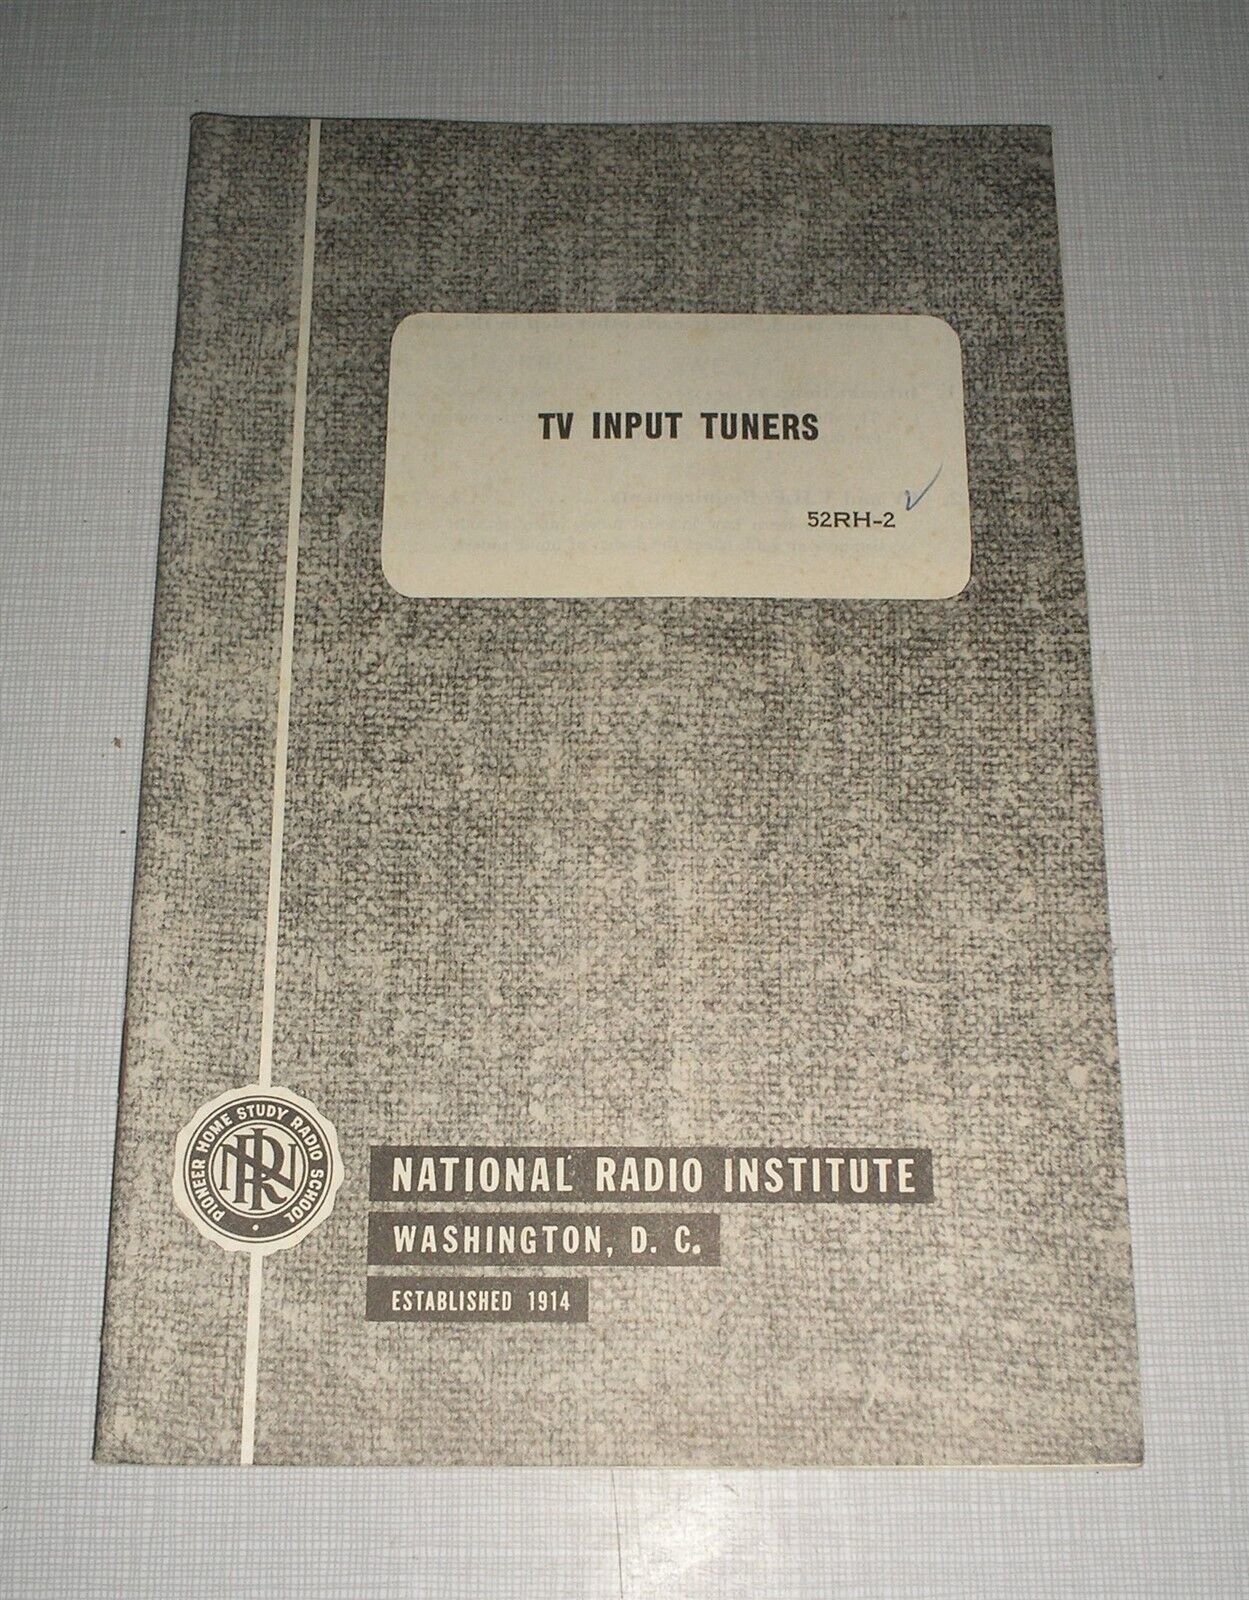 TV INPUT TUNERS
52RH-2
PIONEER HOME STUDY RADIO SCHOOL
NRI
NATIONAL RADIO INSTITUTE
WASHINGTON, D. C.
ESTABLISHED 1914